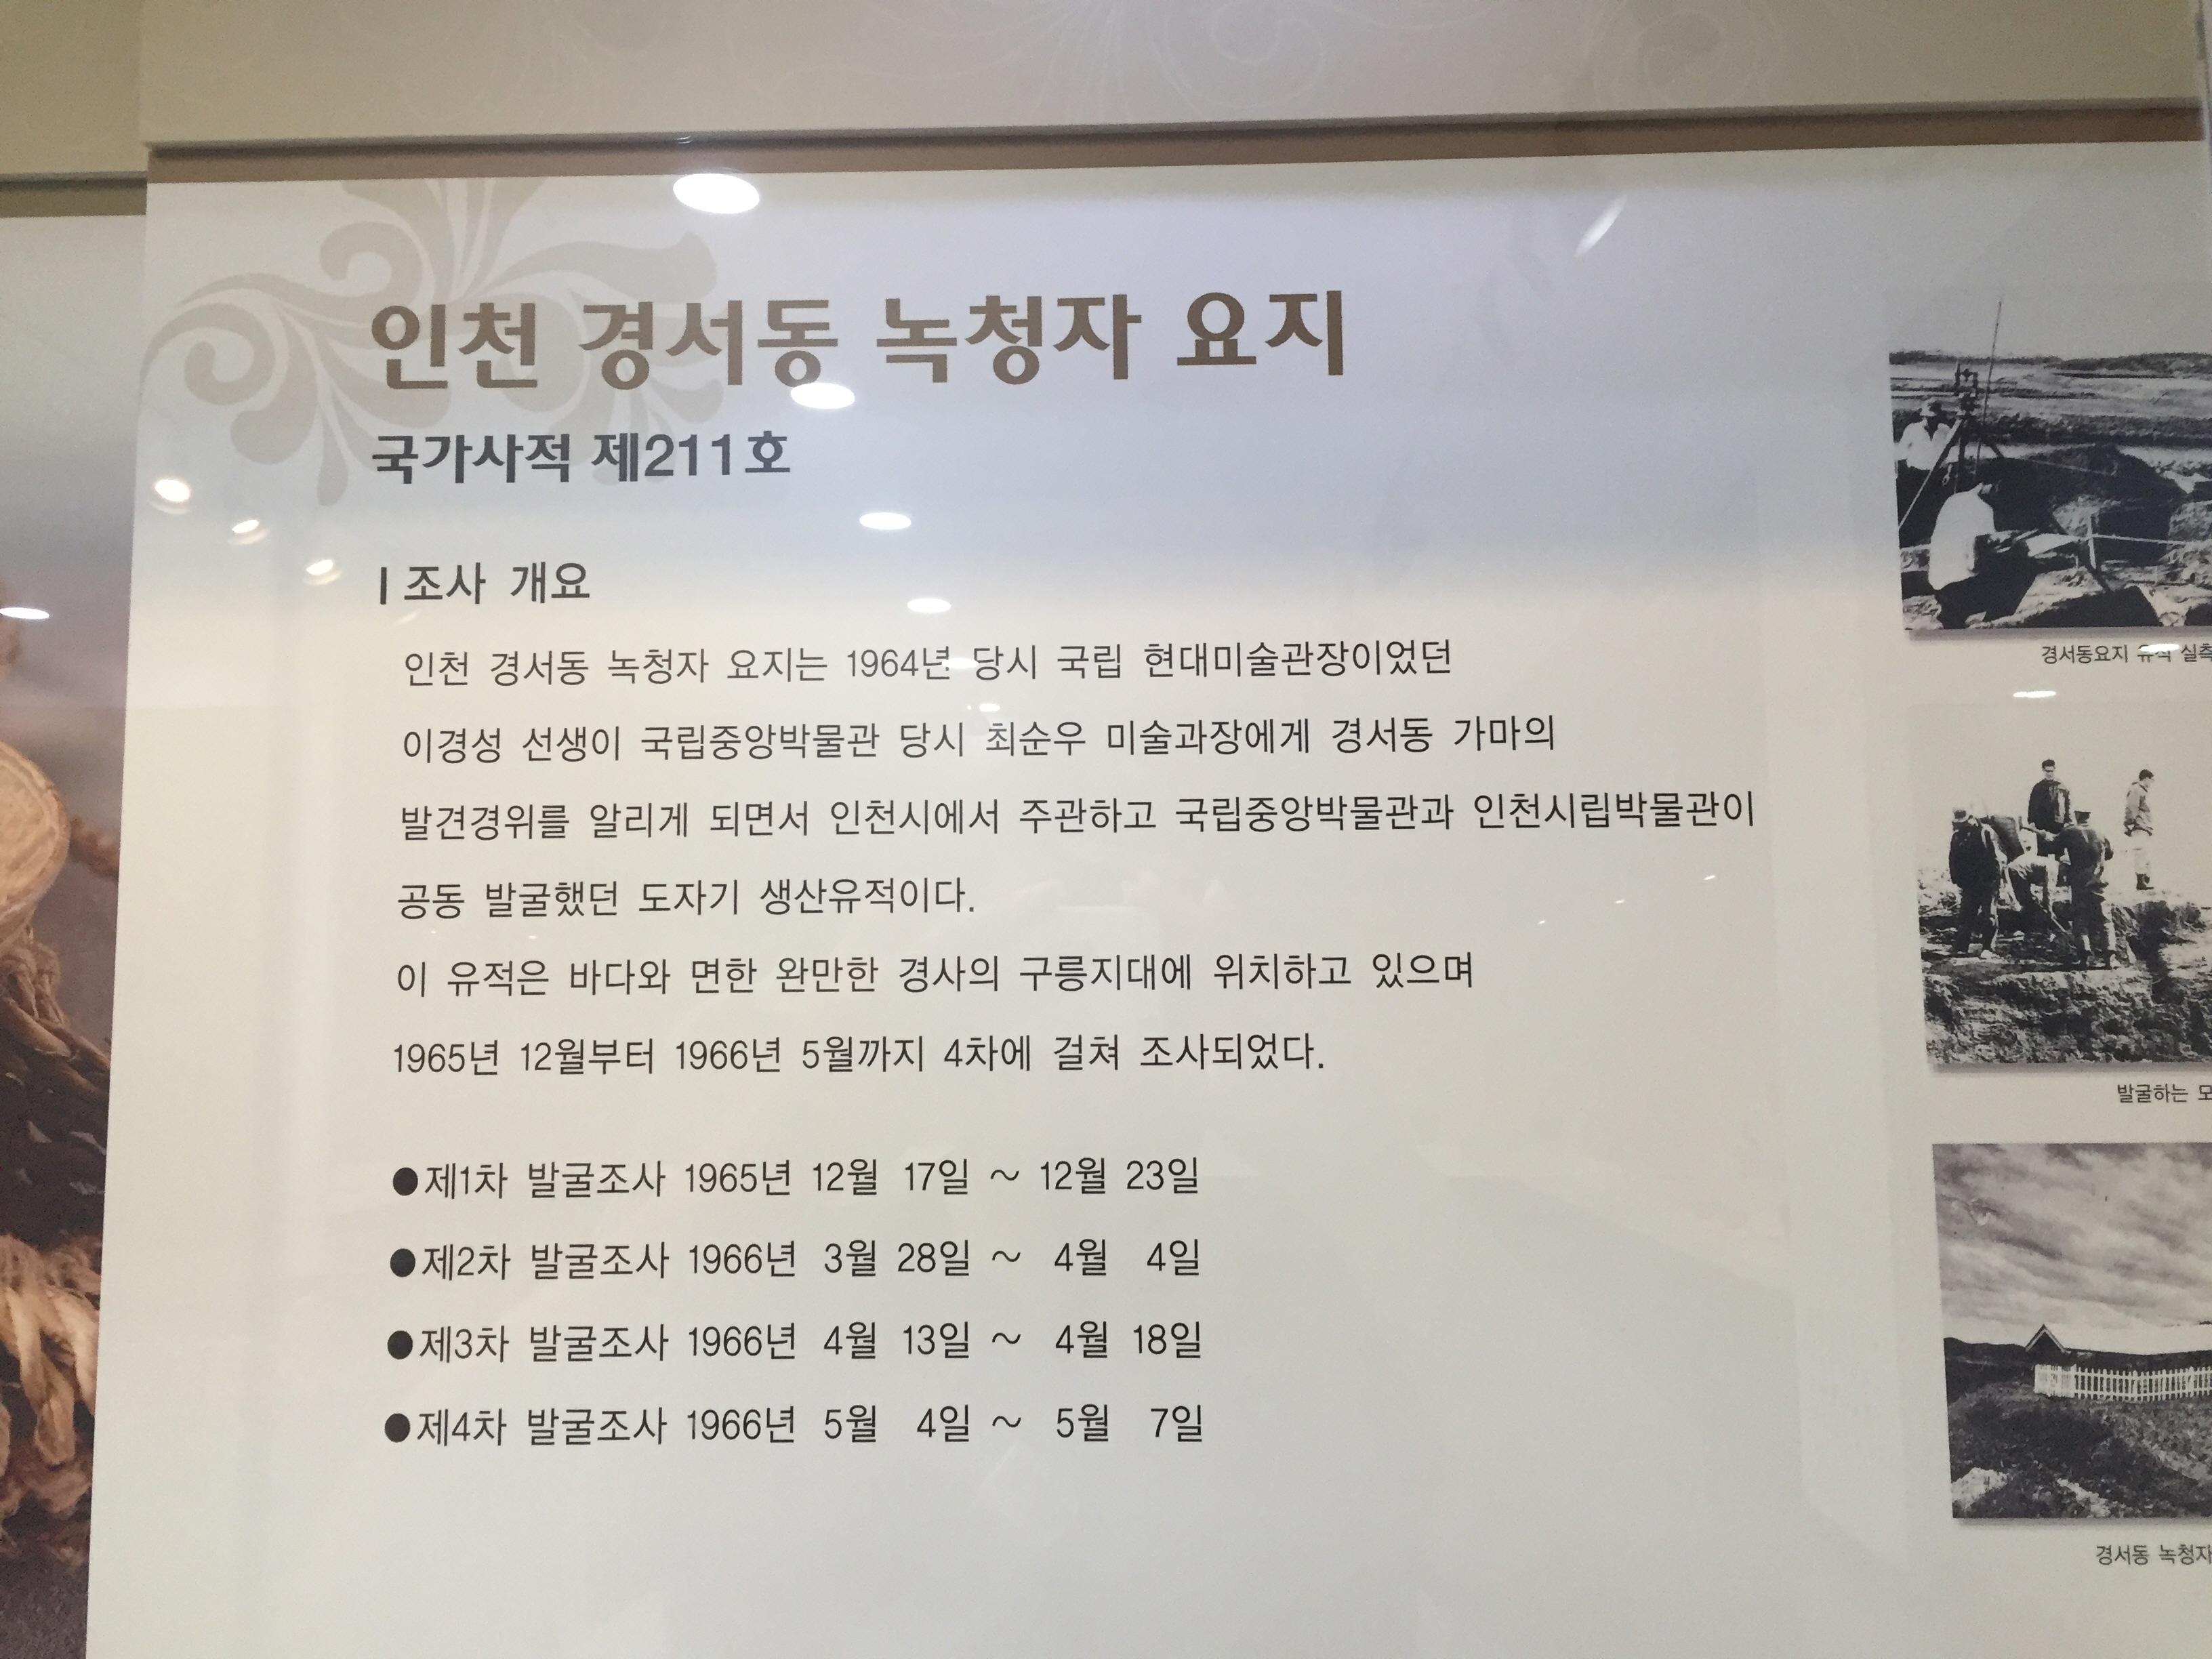 인천 경서동 녹청자 요지
국가사적 제211호
조사 개요
인천 경서동 녹청자 요지는 1964년 당시 국립 현대미술관장이었던
이경성 선생이 국립중앙박물관 당시 최순우 미술과장에게 경서동 가마의
발견경위를 알리게 되면서 인천시에서 주관하고 국립중앙박물관과 인천시립박물관이
공동 발굴했던 도자기 생산유적이다.
이 유적은 바다와 면한 완만한 경사의 구릉지대에 위치하고 있으며
1965년 12월부터 1966년 5월까지 4차에 걸쳐 조사되었다.
●제1차 발굴조사 1965년 12월 17일 ~ 12월 23일
●제2차 발굴조사 1966년 3월 28일 ~ 4월 4일
●제3차 발굴조사 1966년 4월 13일 ~ 4월 18일
●제4차 발굴조사 1966년 5월 4일 ~ 5월 7일
경서동요지 유적 실측
발굴하는
경서동 녹청자